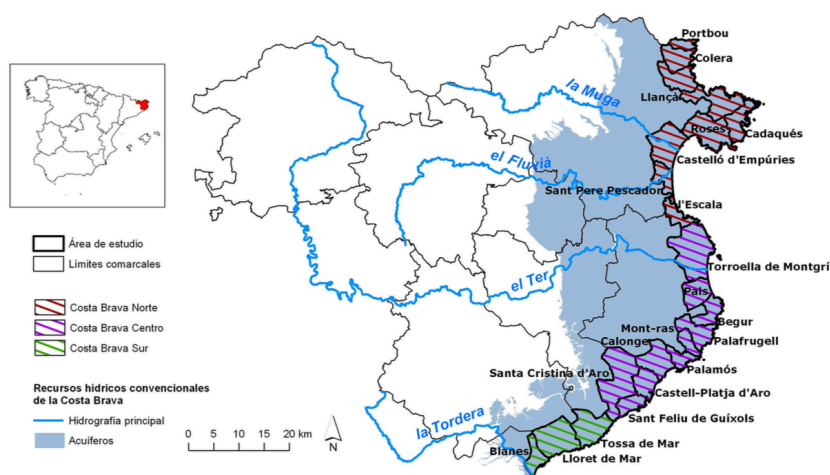 Portbou
Colera
la Muga
Llançà
Roses
Cadaqués
el Fluvià
Castelló d'Empúries
Sant Pere Pescador
l'Escala
Área de estudio
Límites comarcales
el Ter
Torroella de Montgrí
Pals
Costa Brava Norte
Costa Brava Centro
Costa Brava Sur
Begur
Mont-ras
Calonge
Palafrugell
Palamós
Santa Cristina d'Aro
Castell-Platja d'Aro
Recursos hídricos convencionales
de la Costa Brava
Hidrografía principal
Acuíferos
0 5 10 20 km
N
la Tordera
Sant Feliu de Guíxols
Tossa de Mar
Blanes
Lloret de Mar